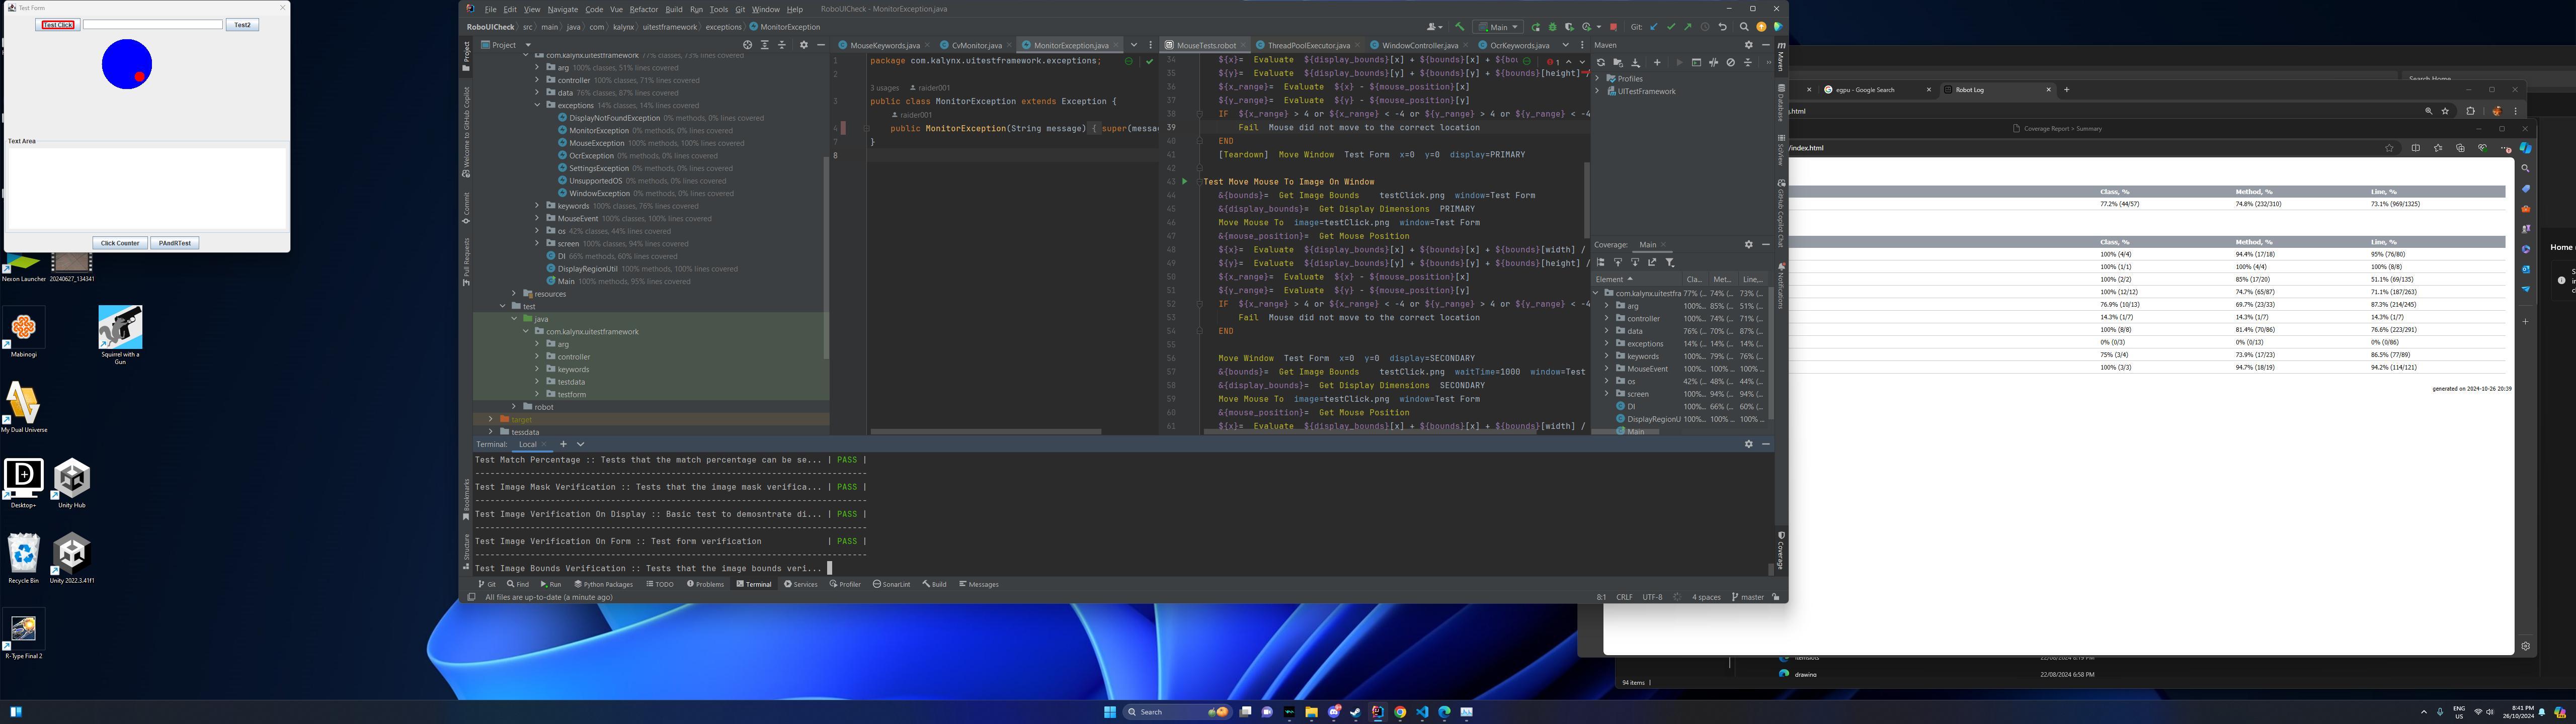 Test Form
Test Click
Test2
Text Area
Click Counter
PAndRTest
Nexon Launcher
20240627_134341
Mabinogi
Squirrel with a
Gun
My Dual Universe
Desktop+
Unity Hub
Recycle Bin
Unity 2022.3.41f1
R-Type Final 2
File Edit View Navigate Code Vue Refactor Build Run Tools Git Window Help RoboUICheck - MonitorException.java
RoboUICheck src main java com kalynx uitestframework exceptions MonitorException
Main
Git:
Project
MouseKeywords.java
CvMonitor.java
MonitorException.java
MouseTests.robot
ThreadPoolExecutor.java
WindowController.java
OcrKeywords.java
Maven
Project
Welcome to GitHub Copilot
Commit
Pull Requests
Bookmarks
Structure
com.kalynx.uitestframework 77% classes, 73% lines covered
arg 100% classes, 51% lines covered
controller 100% classes, 71% lines covered
data 76% classes, 87% lines covered
exceptions 14% classes, 14% lines covered
DisplayNotFoundException 0% methods, 0% lines covered
MonitorException 0% methods, 0% lines covered
MouseException 100% methods, 100% lines covered
OcrException 0% methods, 0% lines covered
SettingsException 0% methods, 0% lines covered
UnsupportedOS 0% methods, 0% lines covered
WindowException 0% methods, 0% lines covered
keywords 100% classes, 76% lines covered
MouseEvent 100% classes, 100% lines covered
os 42% classes, 44% lines covered
screen 100% classes, 94% lines covered
DI 66% methods, 60% lines covered
DisplayRegionUtil 100% methods, 100% lines covered
Main 100% methods, 95% lines covered
resources
test
java
com.kalynx.uitestframework
arg
controller
keywords
testdata
testform
robot
target
tessdata
1 package com.kalynx.uitestframework.exceptions;
2
3 usages raider001
3 public class MonitorException extends Exception {
raider001
4 public MonitorException(String message) { super(messa
7 }
8
34 ${x}= Evaluate ${display_bounds}[x] + ${bounds}[x] + ${bou
35 ${y}= Evaluate ${display_bounds}[y] + ${bounds}[y] + ${bounds}[height]
36 ${x_range}= Evaluate ${x} - ${mouse_position}[x]
37 ${y_range}= Evaluate ${y} - ${mouse_position}[y]
38 IF ${x_range} > 4 or ${x_range} < -4 or ${y_range} > 4 or ${y_range} < -4
39 Fail Mouse did not move to the correct location
40 END
41 [Teardown] Move Window Test Form x=0 y=0 display=PRIMARY
42
43 Test Move Mouse To Image On Window
44 &{bounds}= Get Image Bounds testClick.png window=Test Form
45 &{display_bounds}= Get Display Dimensions PRIMARY
46 Move Mouse To image=testClick.png window=Test Form
47 &{mouse_position}= Get Mouse Position
48 ${x}= Evaluate ${display_bounds}[x] + ${bounds}[x] + ${bounds}[width] /
49 ${y}= Evaluate ${display_bounds}[y] + ${bounds}[y] + ${bounds}[height] /
50 ${x_range}= Evaluate ${x} - ${mouse_position}[x]
51 ${y_range}= Evaluate ${y} - ${mouse_position}[y]
52 IF ${x_range} > 4 or ${x_range} < -4 or ${y_range} > 4 or ${y_range} < -4
53 Fail Mouse did not move to the correct location
54 END
55
56 Move Window Test Form x=0 y=0 display=SECONDARY
57 &{bounds}= Get Image Bounds testClick.png waitTime=1000 window=Test
58 &{display_bounds}= Get Display Dimensions SECONDARY
59 Move Mouse To image=testClick.png window=Test Form
60 &{mouse_position}= Get Mouse Position
61 ${x}= Evaluate ${display_bounds}[x] + ${bounds}[x] + ${bounds}[width] /
Profiles
UITestFramework
Coverage: Main
Element Cla... Met... Line,...
com.kalynx.uitestfra 77% (... 74% (... 73% (...
arg 100%... 85% (... 51% (...
controller 100%... 74% (... 71% (...
data 76% (... 70% (... 87% (...
exceptions 14% (... 14% (... 14% (...
keywords 100%... 79% (... 76% (...
MouseEvent 100%... 100% ... 100% ...
os 42% (... 48% (... 44% (...
screen 100%... 94% (... 94% (...
DI 100%... 66% (... 60% (...
DisplayRegionU 100%... 100% ... 100% ...
Main
Maven
Database
SciView
GitHub Copilot Chat
Notifications
Coverage
Terminal: Local
Test Match Percentage :: Tests that the match percentage can be se... | PASS |
Test Image Mask Verification :: Tests that the image mask verifica... | PASS |
Test Image Verification On Display :: Basic test to demosntrate di... | PASS |
Test Image Verification On Form :: Test form verification | PASS |
Test Image Bounds Verification :: Tests that the image bounds veri...
Git Find Run Python Packages TODO Problems Terminal Services Profiler SonarLint Build Messages
All files are up-to-date (a minute ago)
8:1 CRLF UTF-8 4 spaces master
Search Home
egpu - Google Search
Robot Log
.html
Coverage Report > Summary
/index.html
Class, % Method, % Line, %
77.2% (44/57) 74.8% (232/310) 73.1% (969/1325)
Class, % Method, % Line, %
100% (4/4) 94.4% (17/18) 95% (76/80)
100% (1/1) 100% (4/4) 100% (8/8)
100% (2/2) 85% (17/20) 51.1% (69/135)
100% (12/12) 74.7% (65/87) 71.1% (187/263)
76.9% (10/13) 69.7% (23/33) 87.3% (214/245)
14.3% (1/7) 14.3% (1/7) 14.3% (1/7)
100% (8/8) 81.4% (70/86) 76.6% (223/291)
0% (0/3) 0% (0/13) 0% (0/86)
75% (3/4) 73.9% (17/23) 86.5% (77/89)
100% (3/3) 94.7% (18/19) 94.2% (114/121)
generated on 2024-10-26 20:39
Home
22/08/2024 8:19 PM
drawing 22/08/2024 6:58 PM
94 items
Search
ENG
US
8:41 PM
26/10/2024